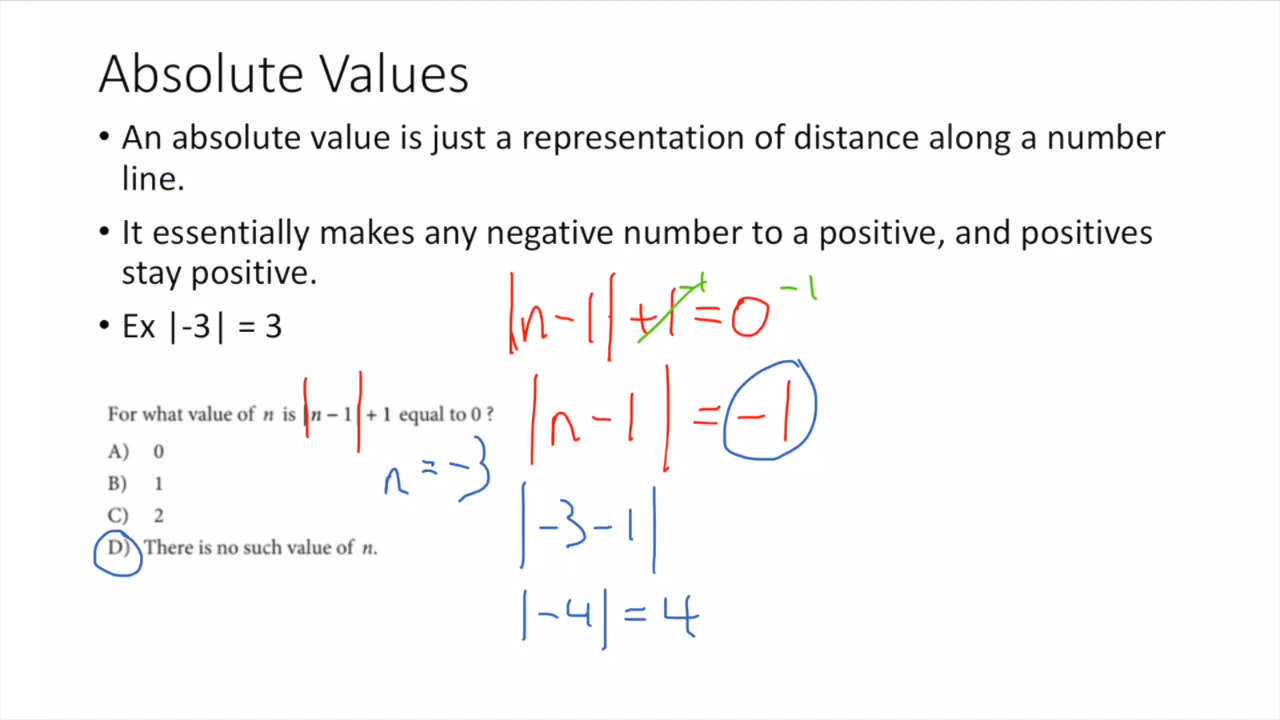 Absolute Values
• An absolute value is just a representation of distance along a number
line.
• It essentially makes any negative number to a positive, and positives
stay positive.
• Ex |-3| = 3
|n-1| +1 -1 = 0 -1
|n-1| = -1
For what value of n is |n − 1| + 1 equal to 0 ?
A) 0
B) 1
C) 2
D) There is no such value of n.
n = -3
|-3-1|
|-4| = 4